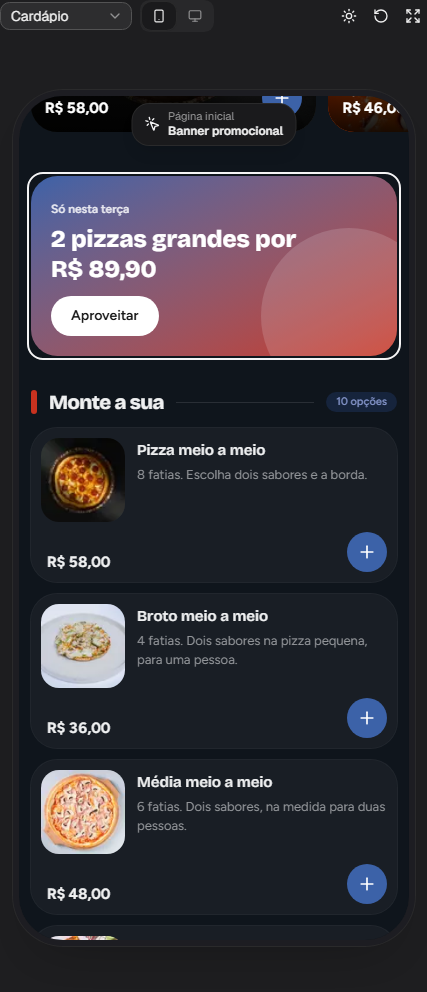 Cardápio
R$ 58,00
R$ 46,0
Página inicial
Banner promocional
Só nesta terça
2 pizzas grandes por
R$ 89,90
Aproveitar
Monte a sua
10 opções
Pizza meio a meio
8 fatias. Escolha dois sabores e a borda.
R$ 58,00
Broto meio a meio
4 fatias. Dois sabores na pizza pequena,
para uma pessoa.
R$ 36,00
Média meio a meio
6 fatias. Dois sabores, na medida para duas
pessoas.
R$ 48,00